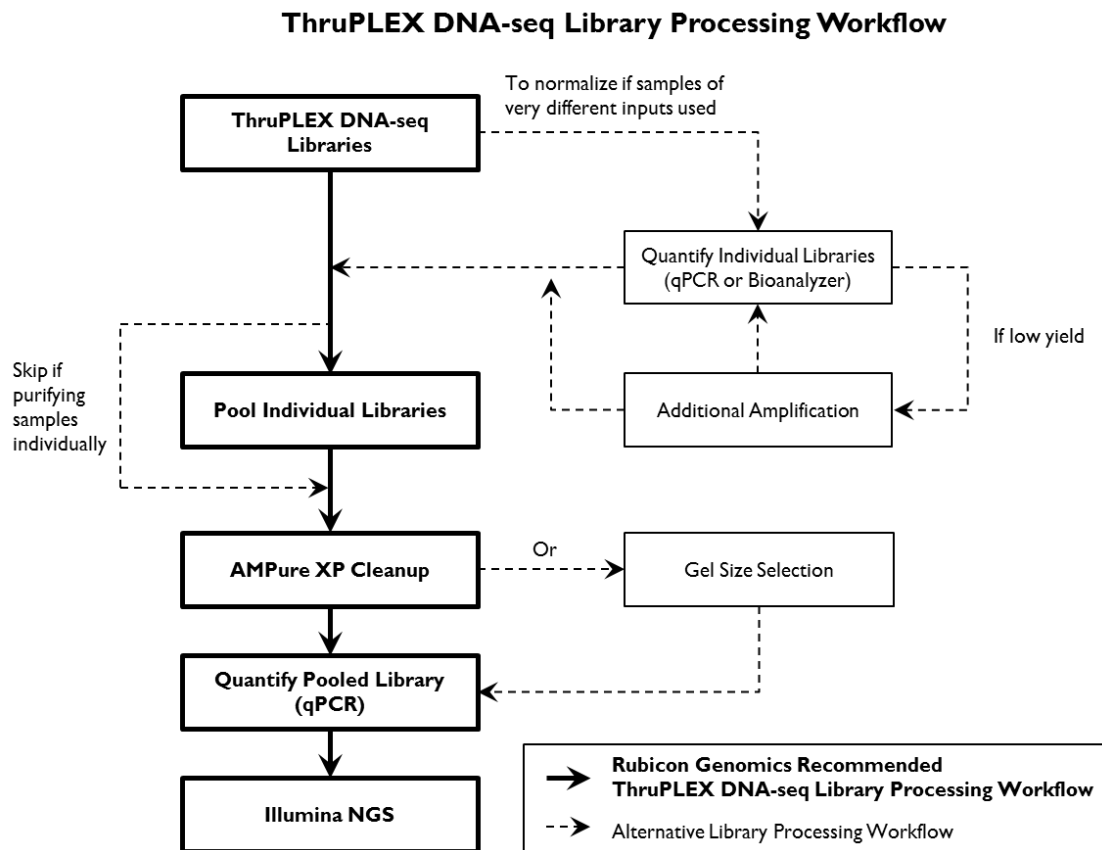 ThruPLEX DNA-seq Library Processing Workflow
To normalize if samples of
very different inputs used
ThruPLEX DNA-seq
Libraries
Quantify Individual Libraries
(qPCR or Bioanalyzer)
If low yield
Skip if
purifying
samples
individually
Pool Individual Libraries
Additional Amplification
AMPure XP Cleanup
Or
Gel Size Selection
Quantify Pooled Library
(qPCR)
Illumina NGS
Rubicon Genomics Recommended
ThruPLEX DNA-seq Library Processing Workflow
Alternative Library Processing Workflow